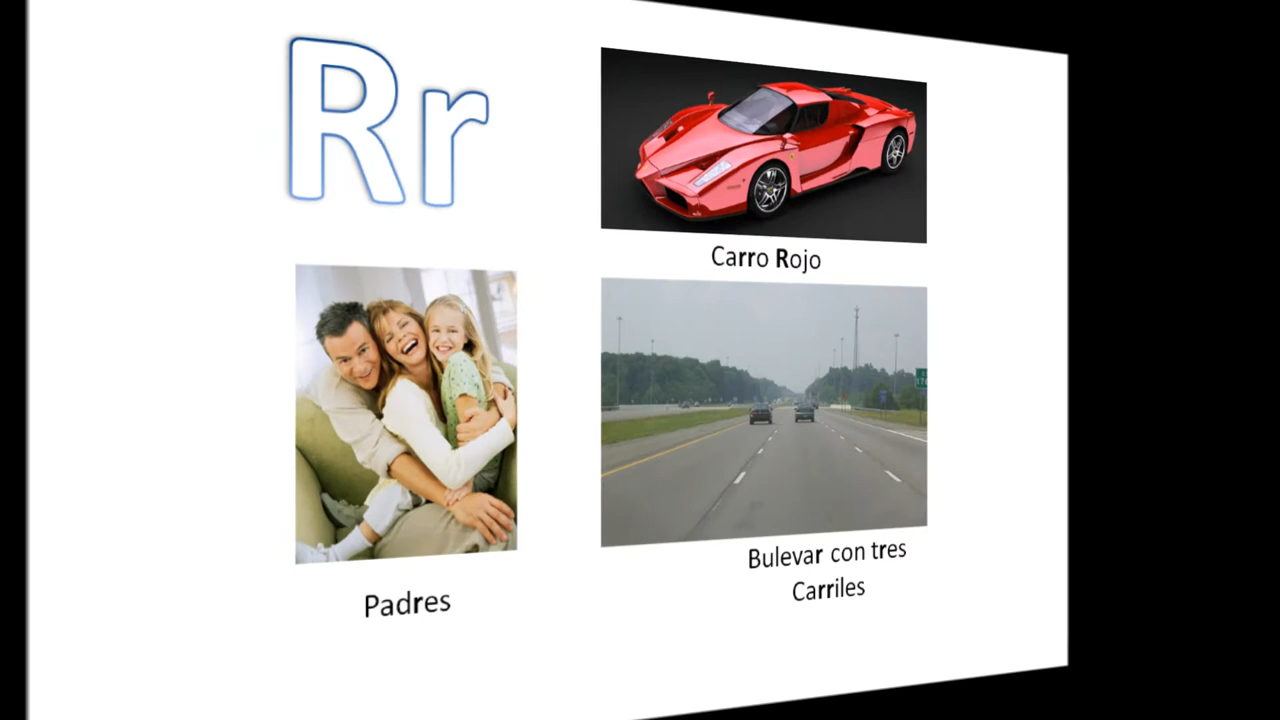 Rr
Carro Rojo
Padres
Bulevar con tres
Carriles